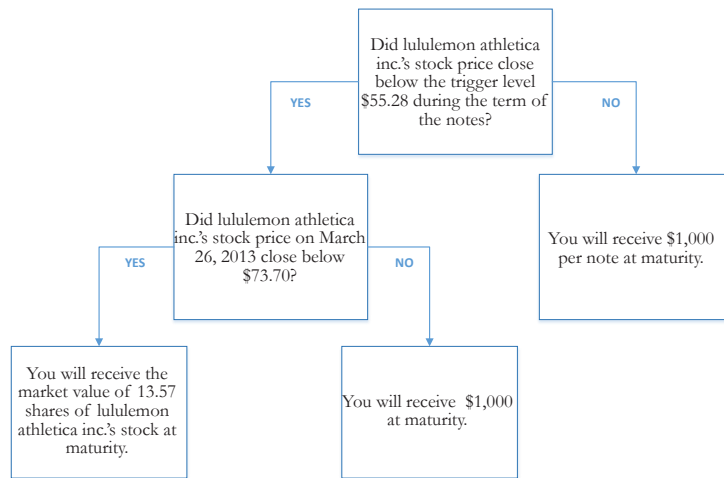 Did lululemon athletica
inc.'s stock price close
below the trigger level
$55.28 during the term of
the notes?
YES
NO
Did lululemon athletica
inc.'s stock price on March
26, 2013 close below
$73.70?
You will receive $1,000
per note at maturity.
YES
NO
You will receive the
market value of 13.57
shares of lululemon
athletica inc.'s stock at
maturity.
You will receive $1,000
at maturity.